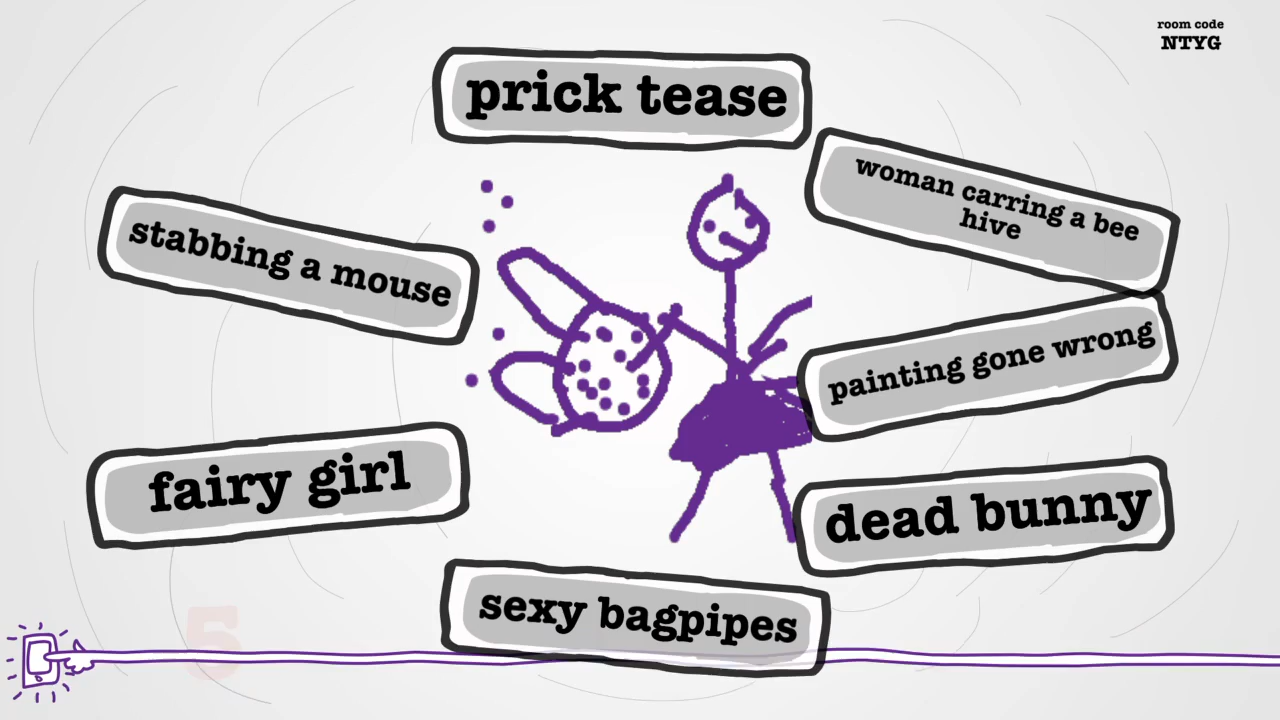 room code
NTYG
prick tease
woman carring a bee
hive
stabbing a mouse
painting gone wrong
fairy girl
dead bunny
sexy bagpipes
5